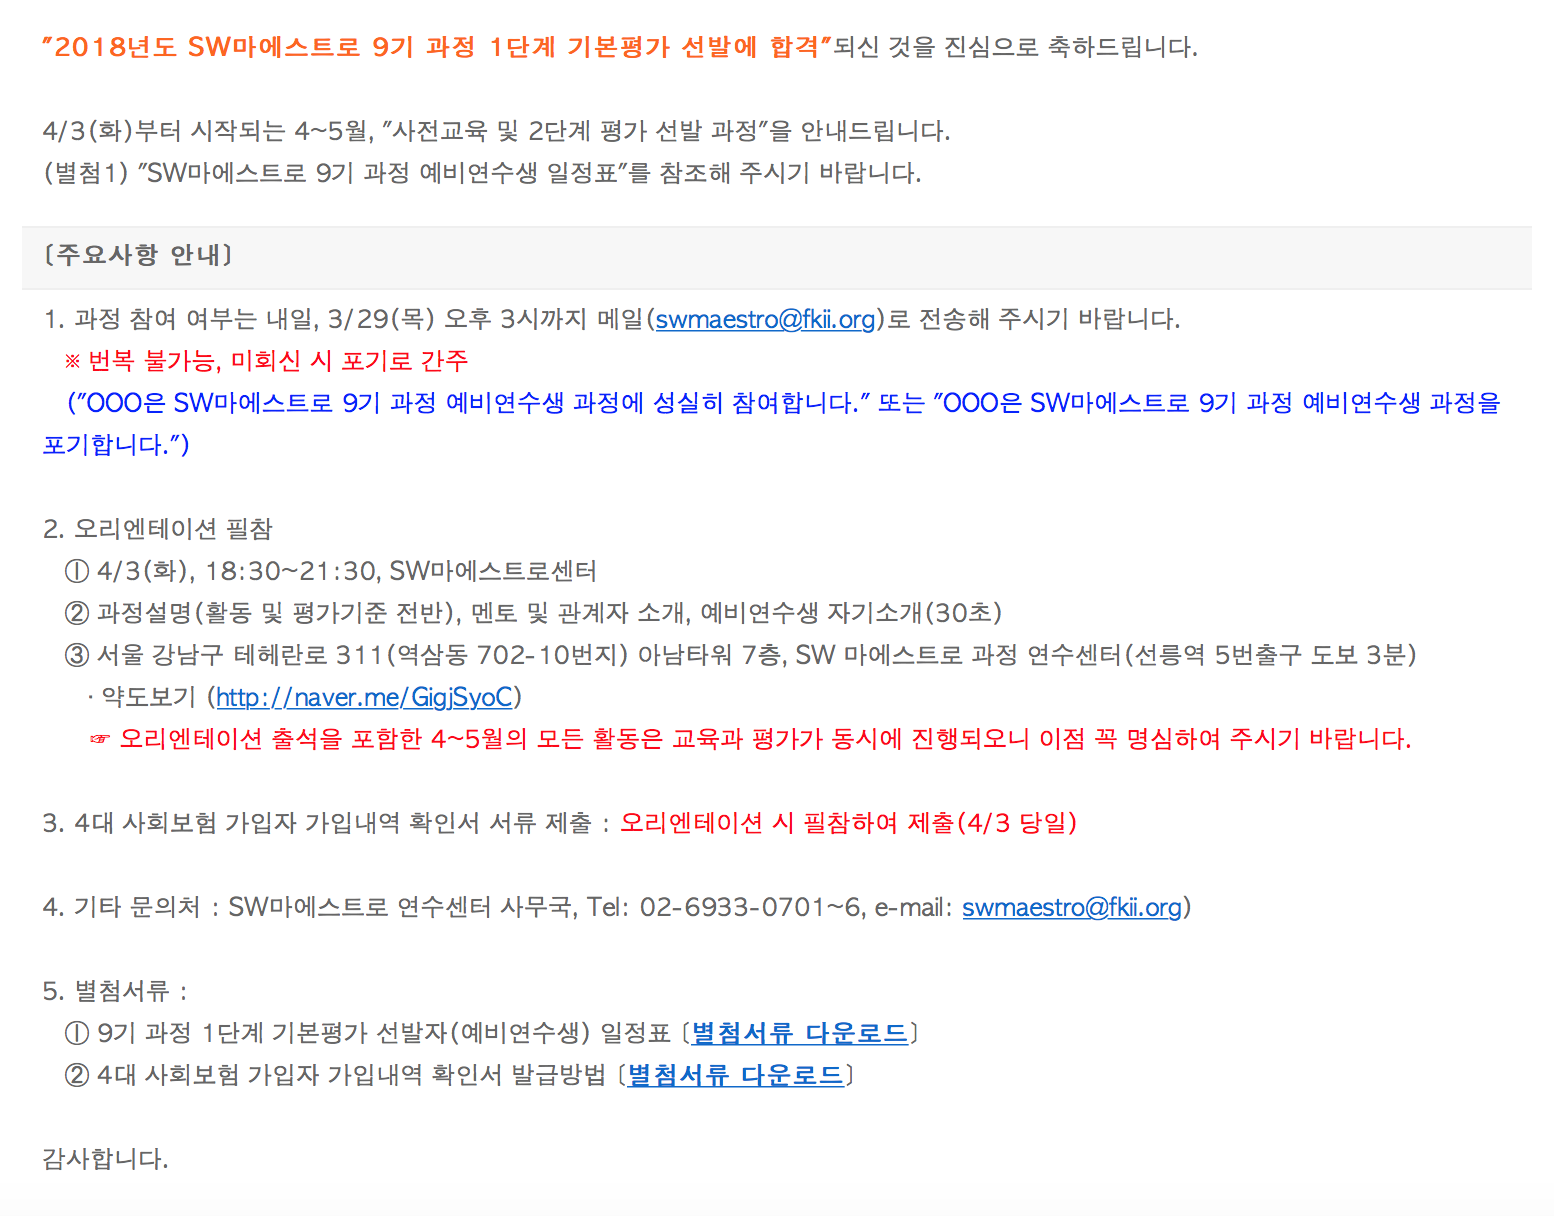 "2018년도 SW마에스트로 9기 과정 1단계 기본평가 선발에 합격"되신 것을 진심으로 축하드립니다.
4/3(화)부터 시작되는 4~5월, "사전교육 및 2단계 평가 선발 과정"을 안내드립니다.
(별첨1) "SW마에스트로 9기 과정 예비연수생 일정표"를 참조해 주시기 바랍니다.
〔주요사항 안내〕
1. 과정 참여 여부는 내일, 3/29(목) 오후 3시까지 메일(swmaestro@fkii.org)로 전송해 주시기 바랍니다.
※ 번복 불가능, 미회신 시 포기로 간주
("OOO은 SW마에스트로 9기 과정 예비연수생 과정에 성실히 참여합니다." 또는 "OOO은 SW마에스트로 9기 과정 예비연수생 과정을
포기합니다.")
2. 오리엔테이션 필참
① 4/3(화), 18:30~21:30, SW마에스트로센터
② 과정설명(활동 및 평가기준 전반), 멘토 및 관계자 소개, 예비연수생 자기소개(30초)
③ 서울 강남구 테헤란로 311(역삼동 702-10번지) 아남타워 7층, SW 마에스트로 과정 연수센터(선릉역 5번출구 도보 3분)
· 약도보기 (http://naver.me/GigjSyoC)
☞ 오리엔테이션 출석을 포함한 4~5월의 모든 활동은 교육과 평가가 동시에 진행되오니 이점 꼭 명심하여 주시기 바랍니다.
3. 4대 사회보험 가입자 가입내역 확인서 서류 제출 : 오리엔테이션 시 필참하여 제출(4/3 당일)
4. 기타 문의처 : SW마에스트로 연수센터 사무국, Tel: 02-6933-0701~6, e-mail: swmaestro@fkii.org)
5. 별첨서류 :
① 9기 과정 1단계 기본평가 선발자(예비연수생) 일정표 〔별첨서류 다운로드〕
② 4대 사회보험 가입자 가입내역 확인서 발급방법 〔별첨서류 다운로드〕
감사합니다.